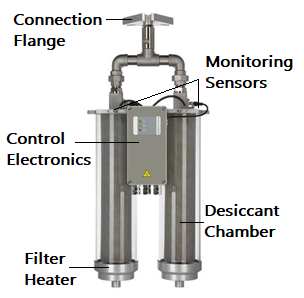 Connection
Flange
Monitoring
Sensors
Control
Electronics
Desiccant
Chamber
Filter
Heater